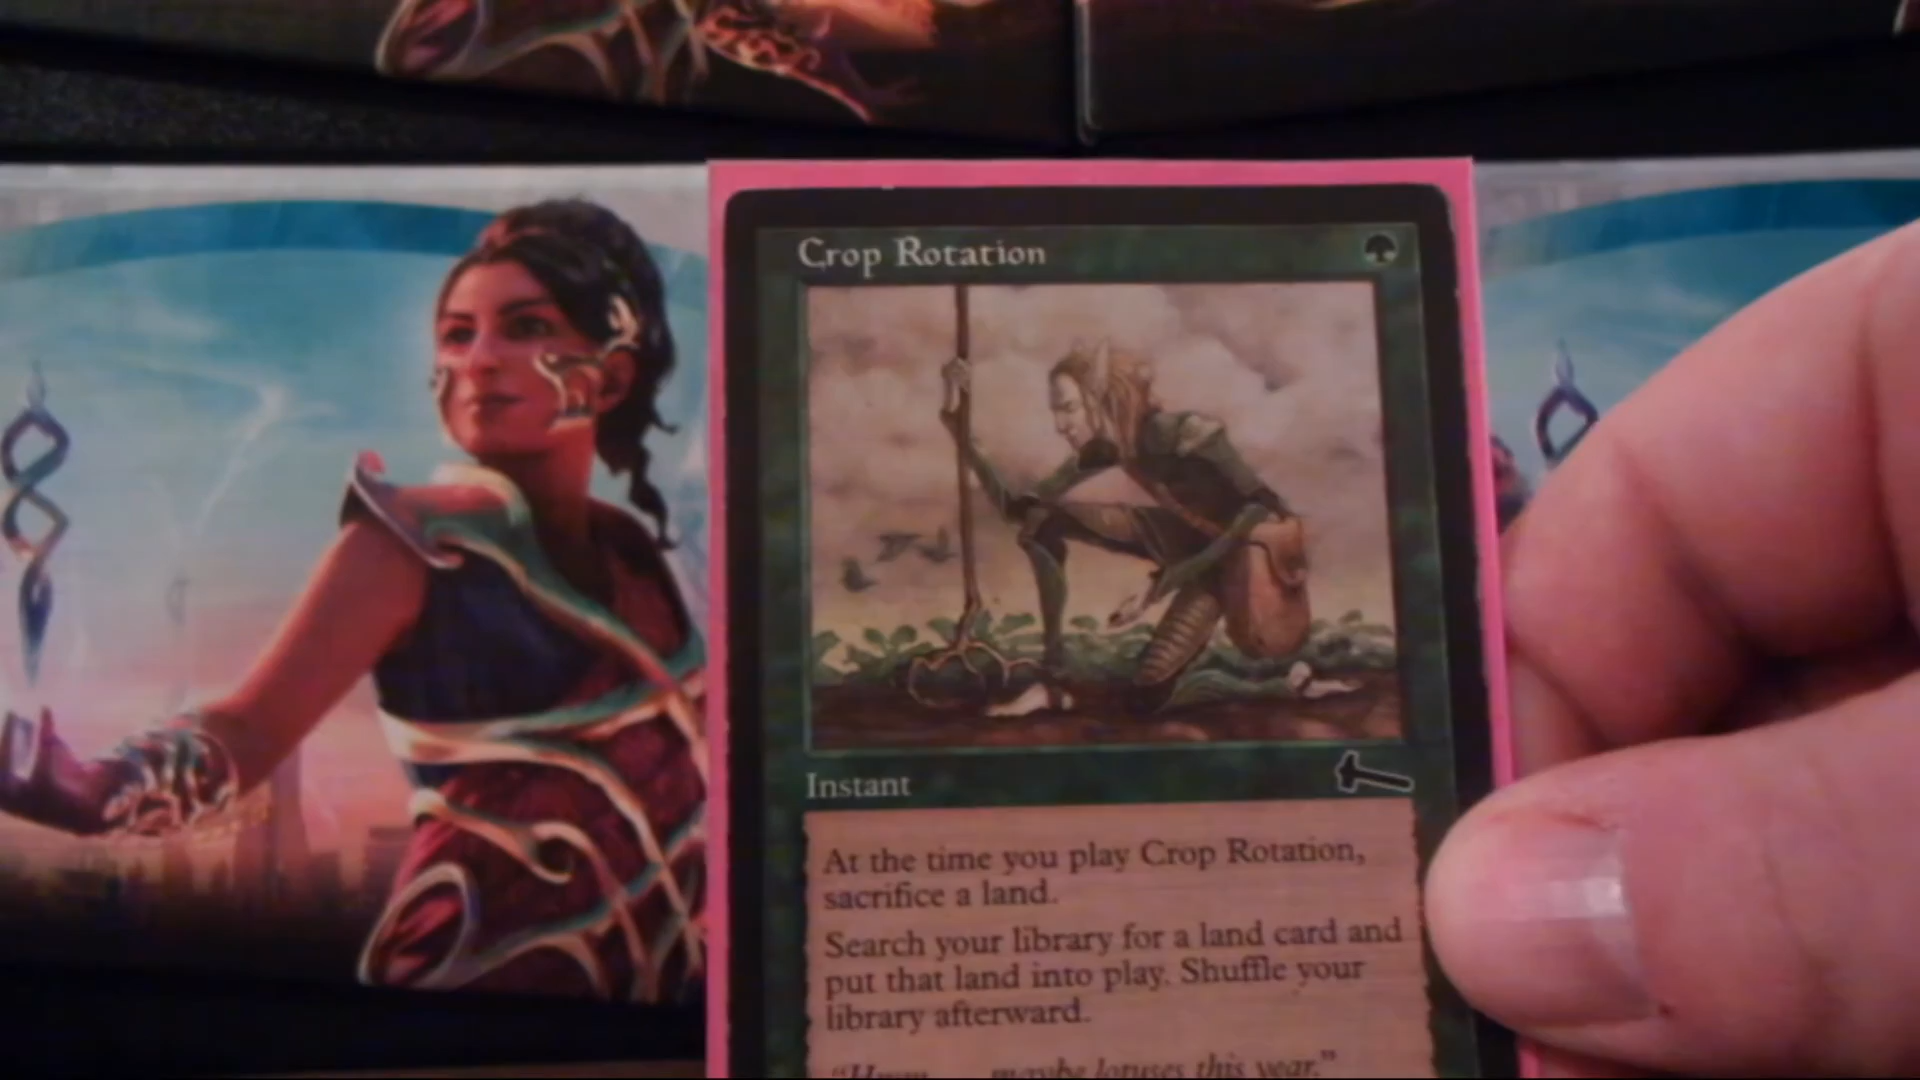 Crop Rotation
Instant
At the time you play Crop Rotation,
sacrifice a land.
Search your library for a land card and
put that land into play. Shuffle your
library afterward.
maybe lotuses this year."